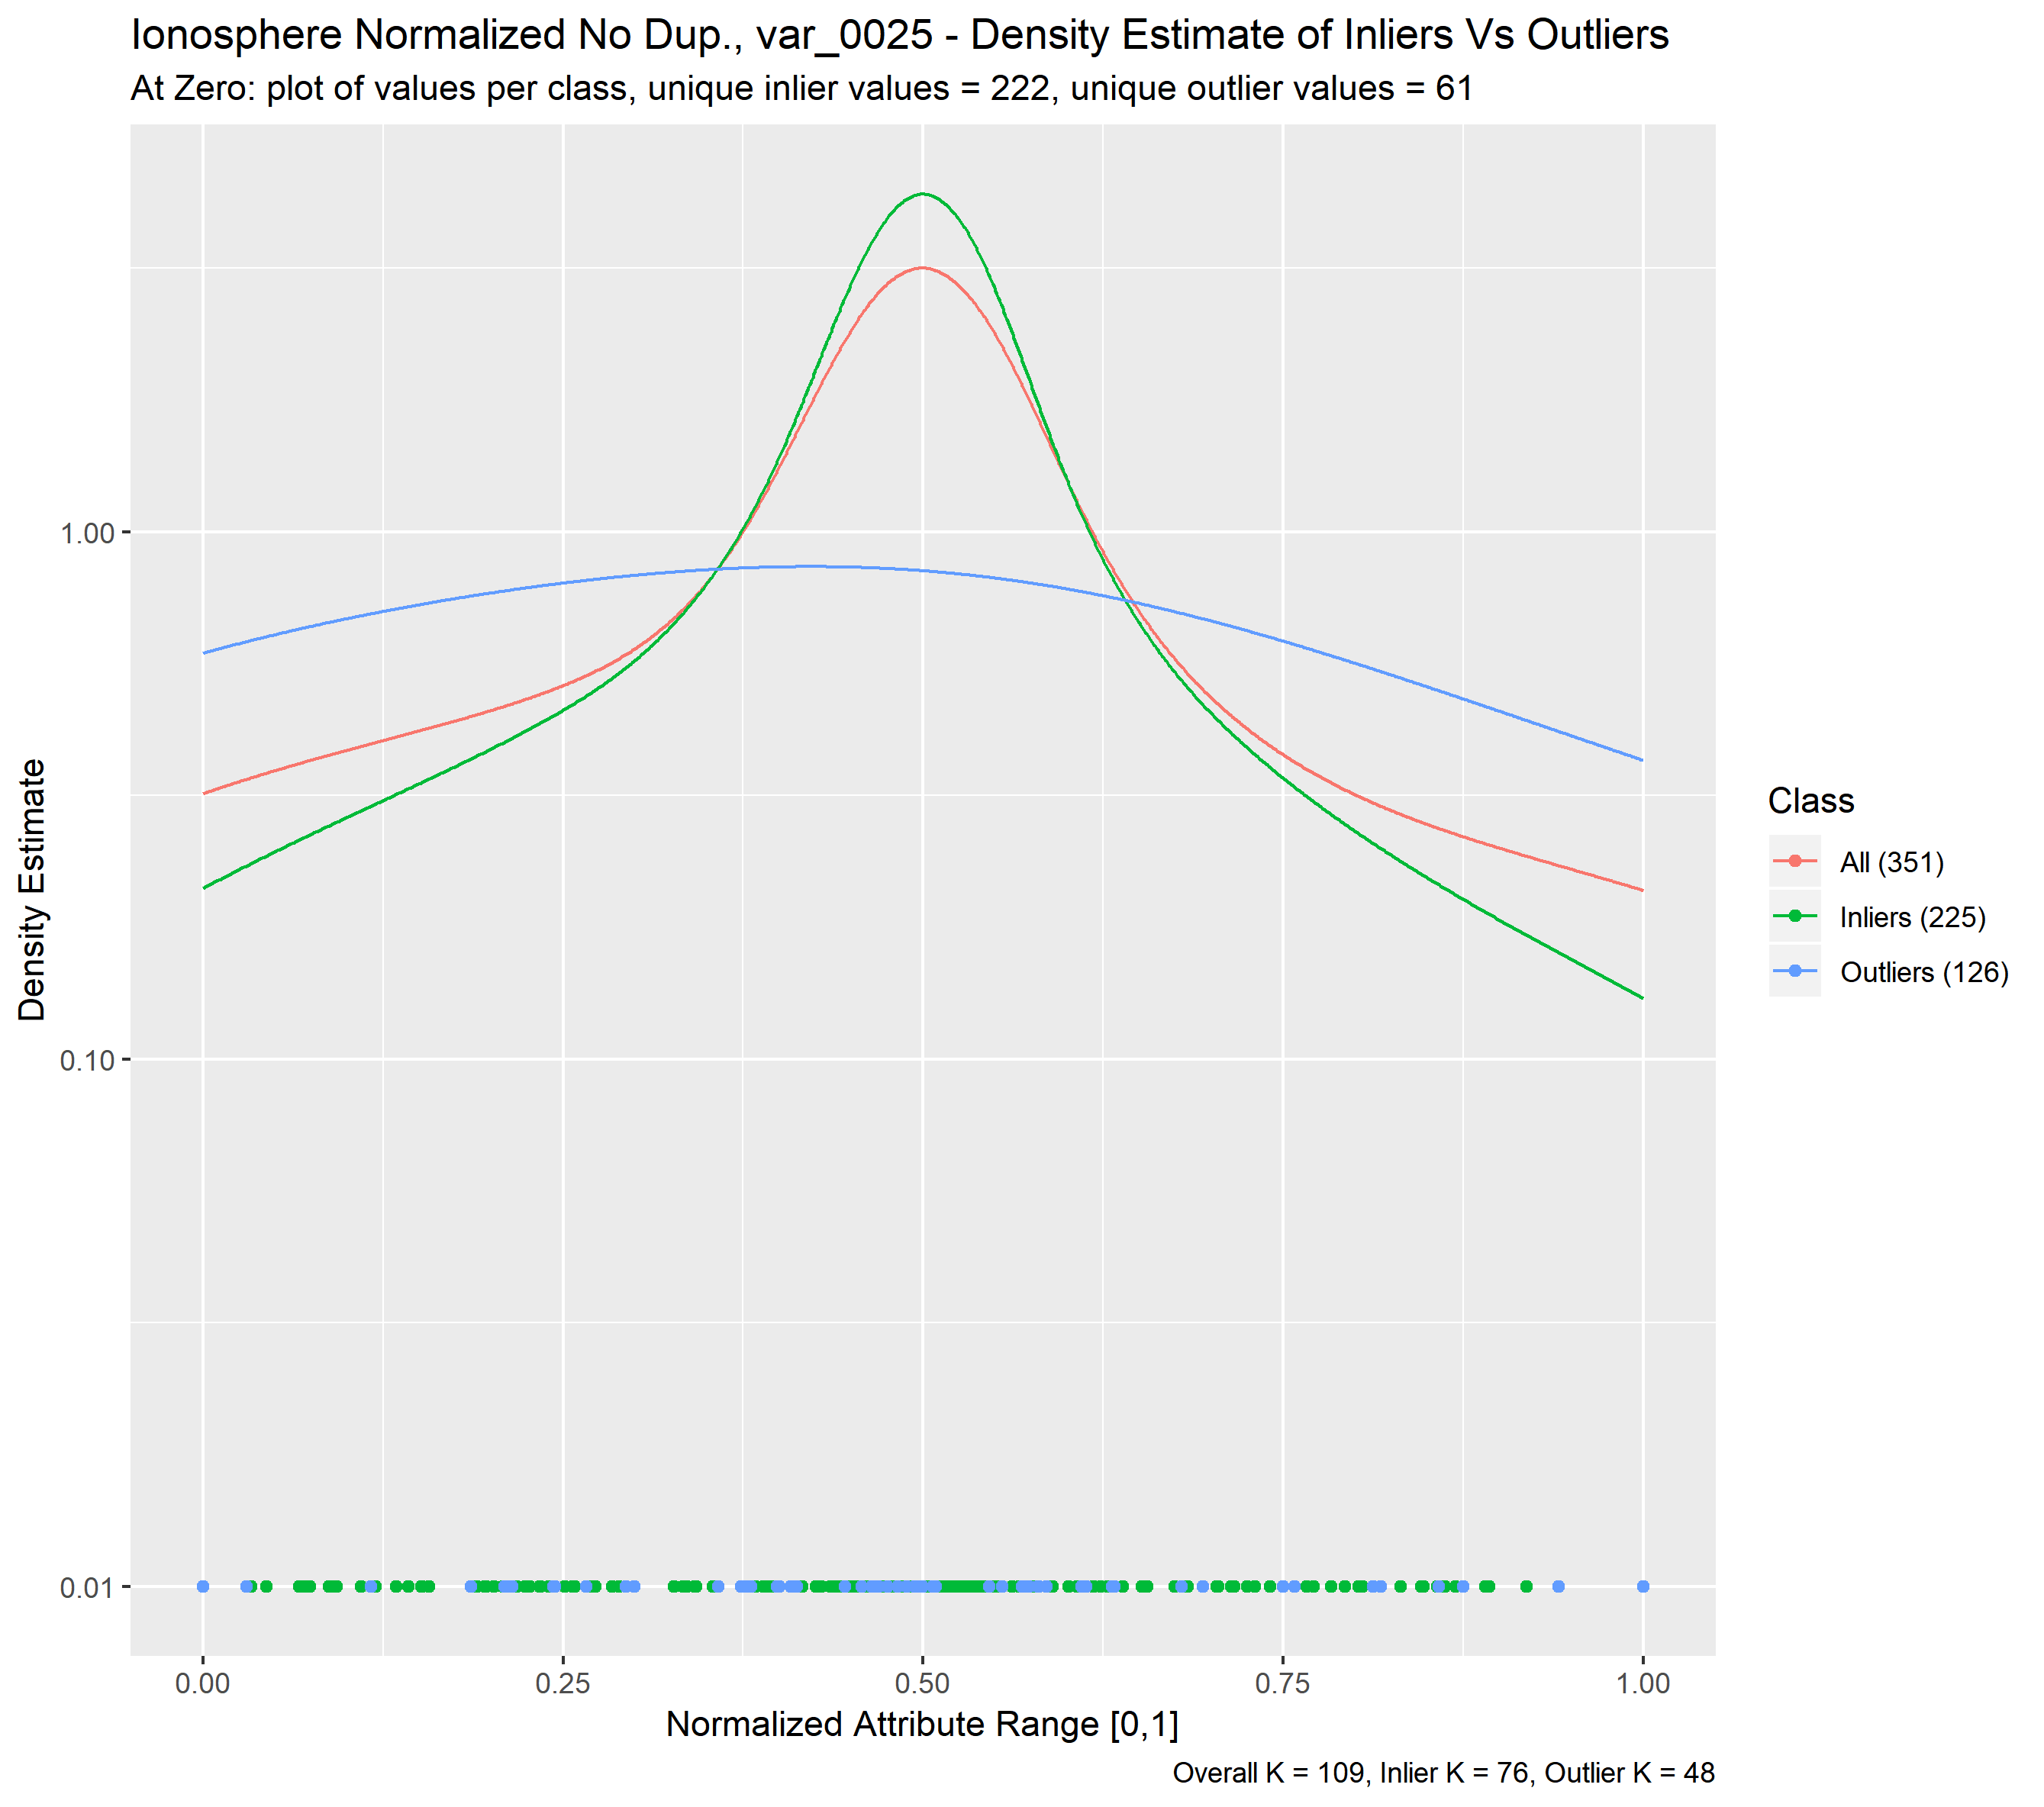 Ionosphere Normalized No Dup., var_0025 - Density Estimate of Inliers Vs Outliers
At Zero: plot of values per class, unique inlier values = 222, unique outlier values = 61
Density Estimate
1.00
0.10
0.01
0.00
0.25
0.50
0.75
1.00
Normalized Attribute Range [0,1]
Overall K = 109, Inlier K = 76, Outlier K = 48
Class
All (351)
Inliers (225)
Outliers (126)